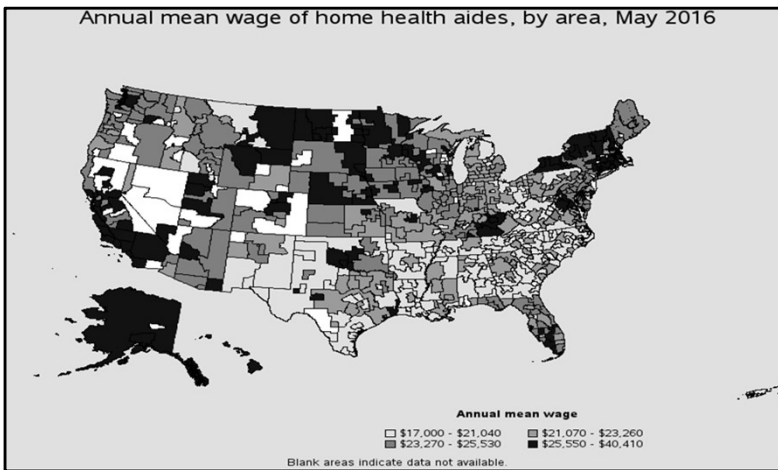 Annual mean wage of home health aides, by area, May 2016
Annual mean wage
$17,000 - $21,040 $21,070 - $23,260
$23,270 - $25,530 $25,550 - $40,410
Blank areas indicate data not available.